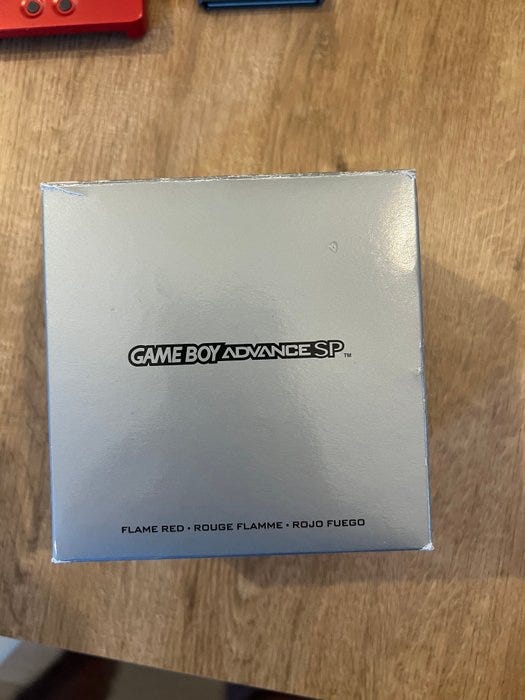 GAME BOY ADVANCE SP™
FLAME RED • ROUGE FLAMME • ROJO FUEGO